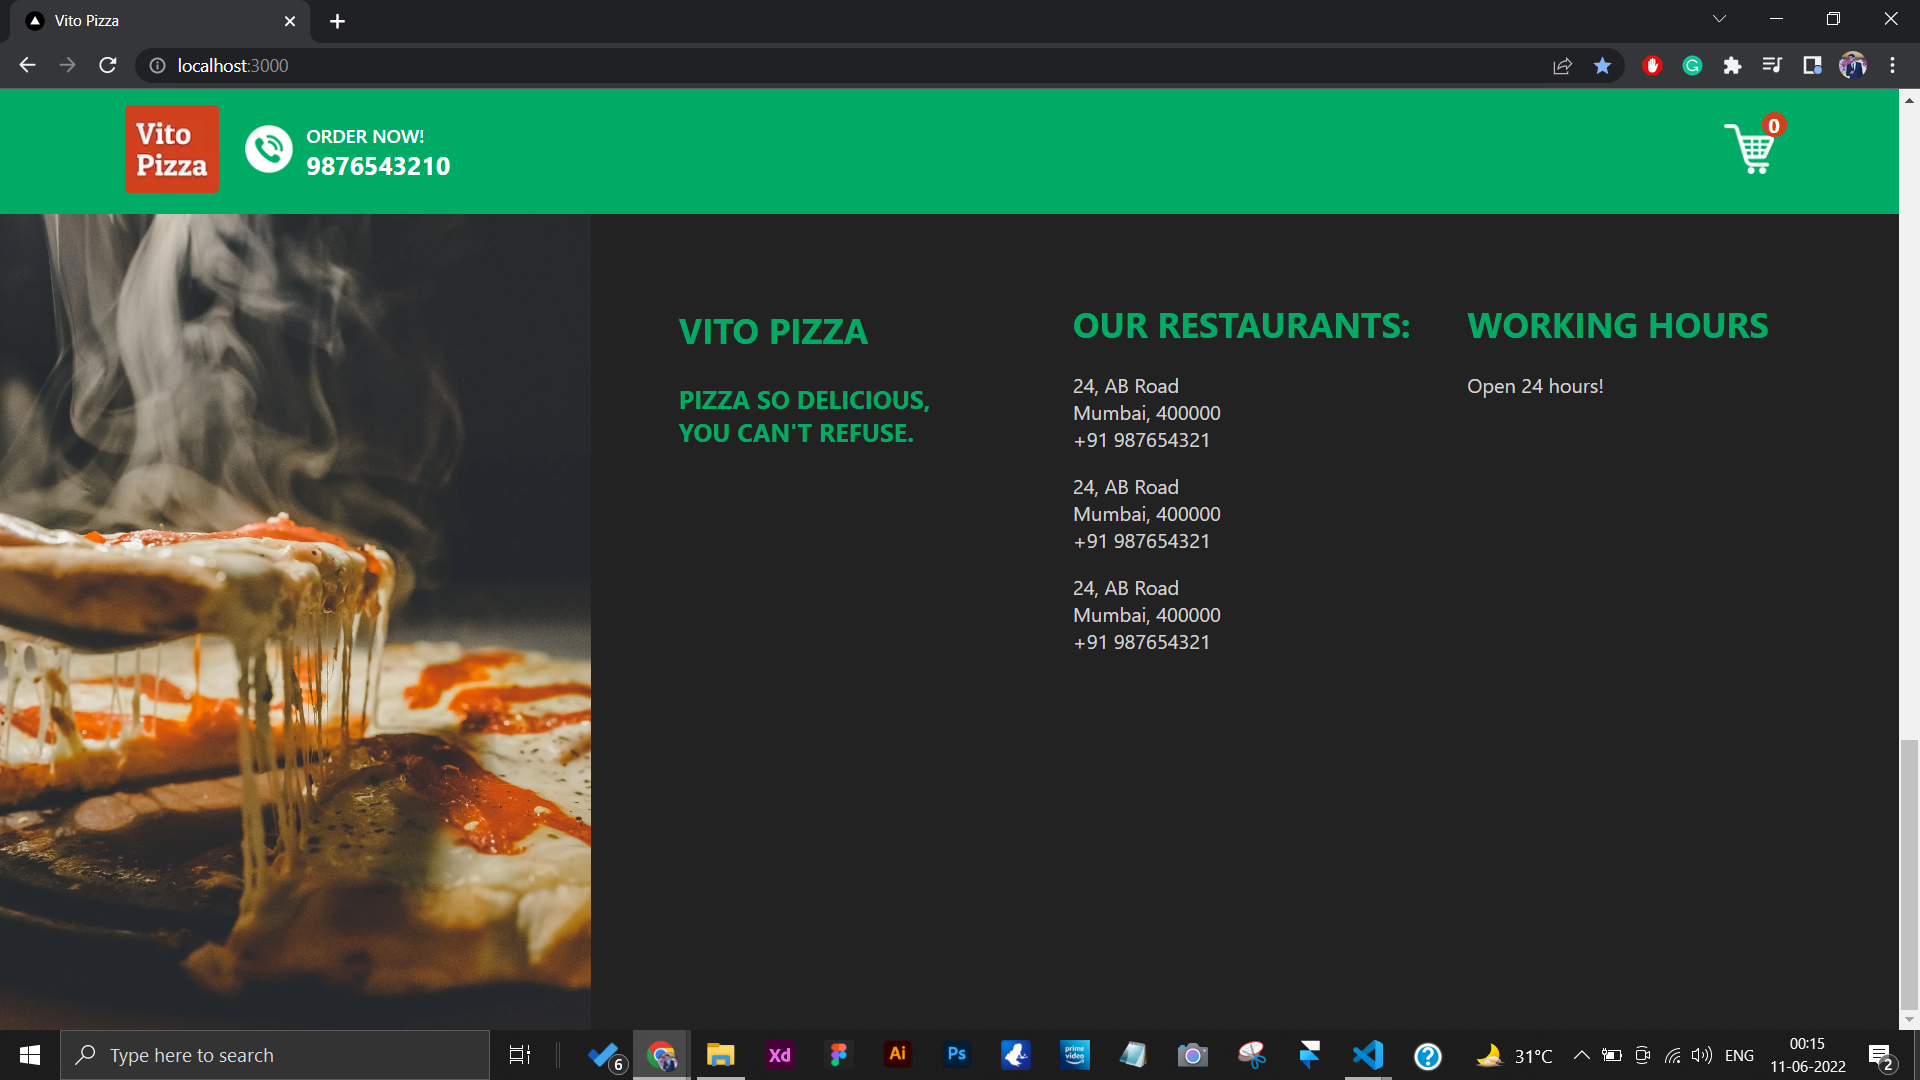 Vito Pizza
localhost:3000
Vito
Pizza
ORDER NOW!
9876543210
0
VITO PIZZA
PIZZA SO DELICIOUS,
YOU CAN'T REFUSE.
OUR RESTAURANTS:
24, AB Road
Mumbai, 400000
+91 987654321
24, AB Road
Mumbai, 400000
+91 987654321
24, AB Road
Mumbai, 400000
+91 987654321
WORKING HOURS
Open 24 hours!
Type here to search
6
Xd
Ai
Ps
prime
video
31°C
ENG
00:15
11-06-2022
2